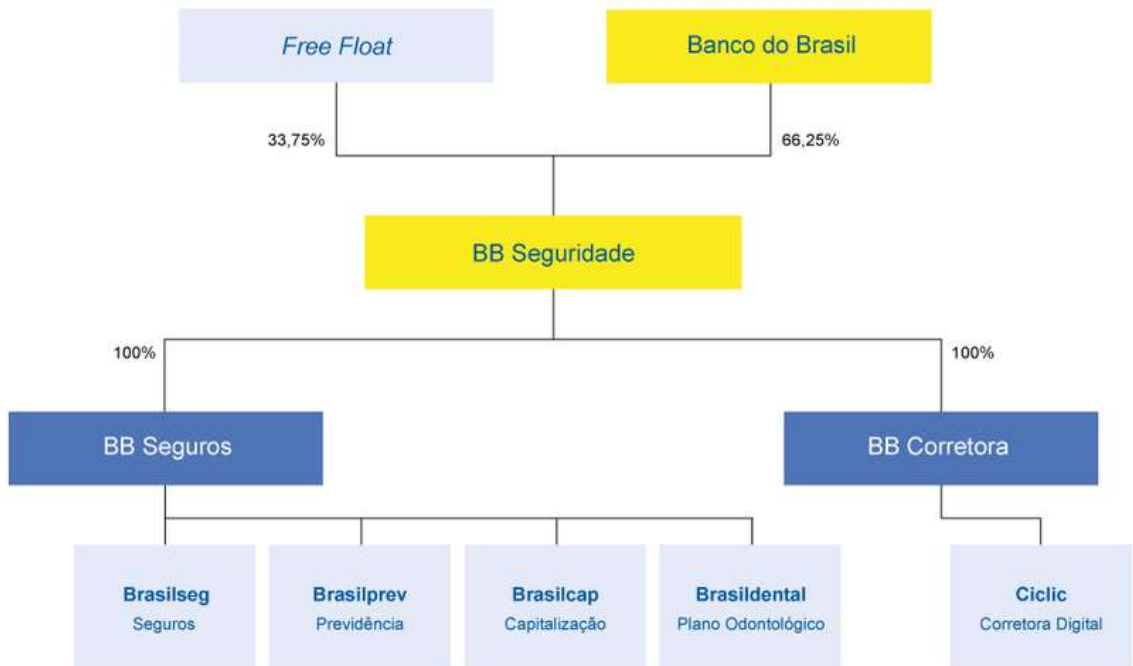 Free Float
Banco do Brasil
33,75%
66,25%
BB Seguridade
100%
100%
BB Seguros
BB Corretora
Brasilseg
Seguros
Brasilprev
Previdência
Brasilcap
Capitalização
Brasildental
Plano Odontológico
Ciclic
Corretora Digital